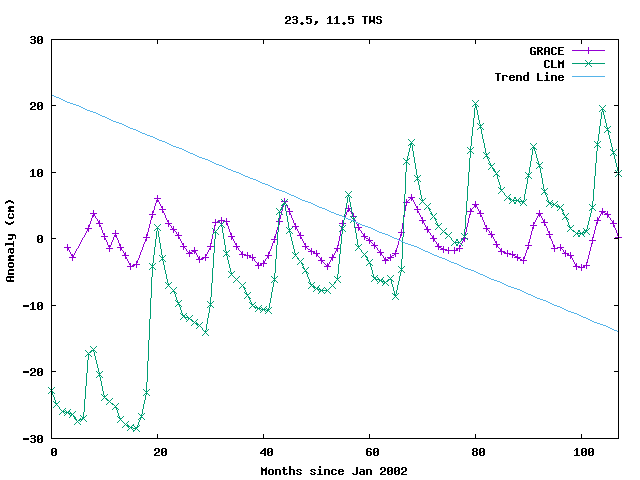 23.5, 11.5 TWS
GRACE
CLM
Trend Line
30
20
10
0
-10
-20
-30
Anomaly (cm)
0 20 40 60 80 100
Months since Jan 2002